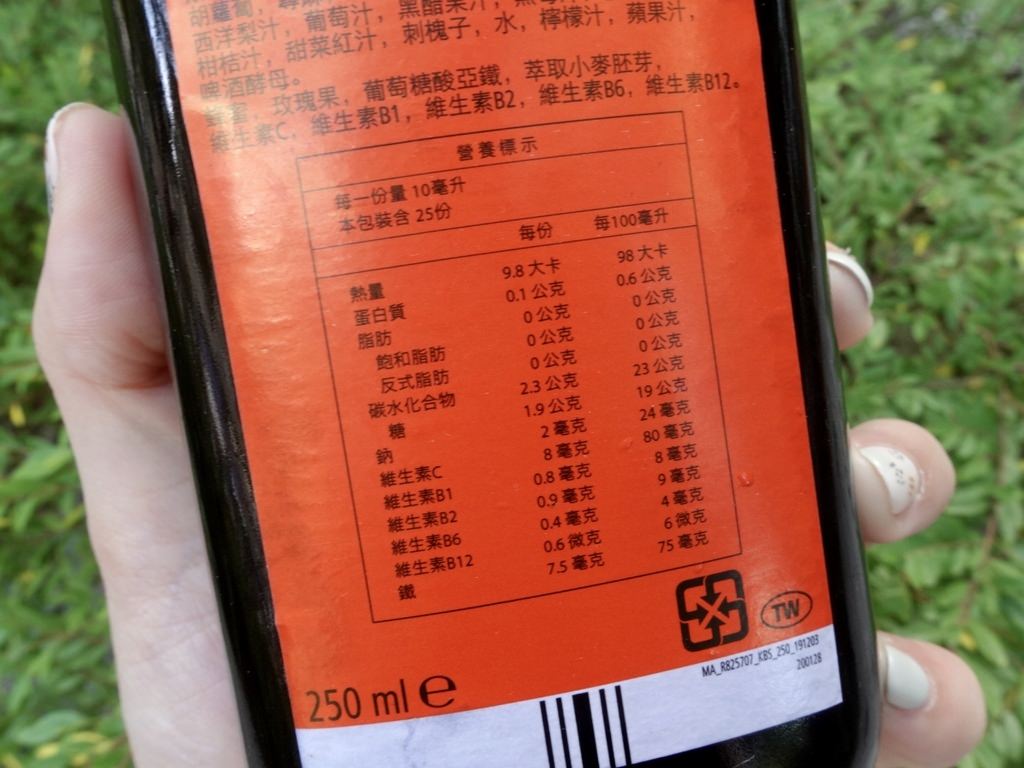 胡蘿蔔，
西洋梨汁，葡萄汁，黑醋栗汁，
柑桔汁，甜菜紅汁，刺槐子，水，檸檬汁，蘋果汁，
啤酒酵母。
蜂蜜，玫瑰果，葡萄糖酸亞鐵，萃取小麥胚芽，
維生素C，維生素B1，維生素B2，維生素B6，維生素B12。
營養標示
每一份量 10毫升
本包裝含 25份
每份 每100毫升
熱量 9.8 大卡 98 大卡
蛋白質 0.1 公克 0.6 公克
脂肪 0 公克 0 公克
飽和脂肪 0 公克 0 公克
反式脂肪 0 公克 0 公克
碳水化合物 2.3 公克 23 公克
糖 1.9 公克 19 公克
鈉 2 毫克 24 毫克
維生素C 8 毫克 80 毫克
維生素B1 0.8 毫克 8 毫克
維生素B2 0.9 毫克 9 毫克
維生素B6 0.4 毫克 4 毫克
維生素B12 0.6 微克 6 微克
鐵 7.5 毫克 75 毫克
TW
MA_R825707_KBS_250_191203
200128
250 ml e